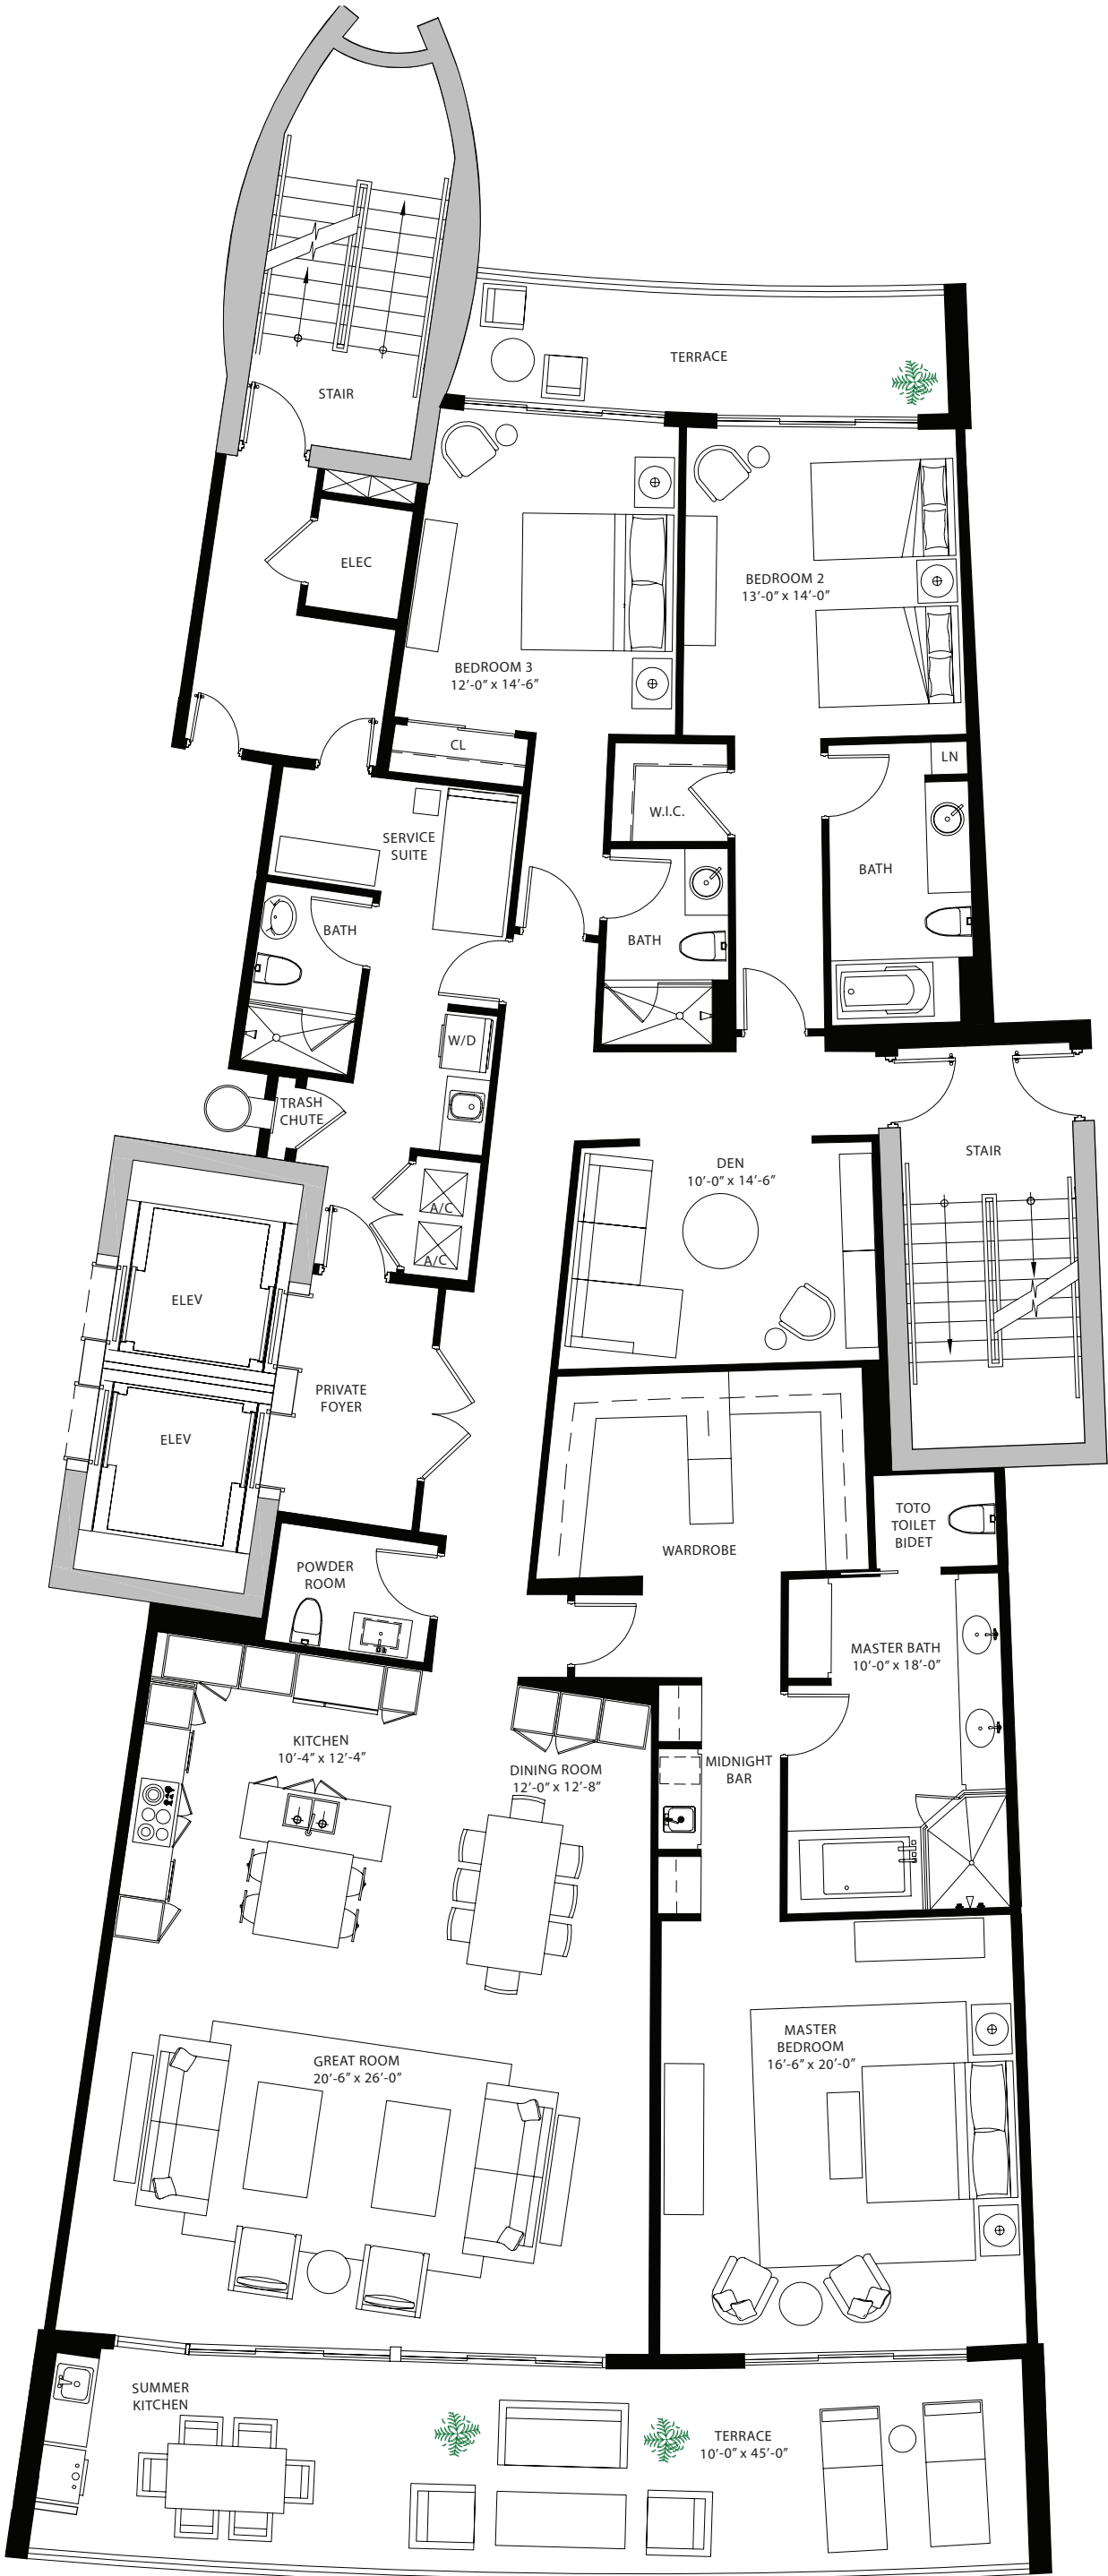 TERRACE
STAIR
ELEC
BEDROOM 2
13’-0” x 14’-0”
BEDROOM 3
12’-0” x 14’-6”
CL
LN
W.I.C.
SERVICE
SUITE
BATH
BATH
BATH
W/D
TRASH
CHUTE
STAIR
DEN
10’-0” x 14’-6”
A/C
A/C
ELEV
PRIVATE
FOYER
ELEV
TOTO
TOILET
BIDET
WARDROBE
POWDER
ROOM
MASTER BATH
10’-0” x 18’-0”
KITCHEN
10’-4” x 12’-4”
MIDNIGHT
BAR
DINING ROOM
12’-0” x 12’-8”
MASTER
BEDROOM
16’-6” x 20’-0”
GREAT ROOM
20’-6” x 26’-0”
SUMMER
KITCHEN
TERRACE
10’-0” x 45’-0”